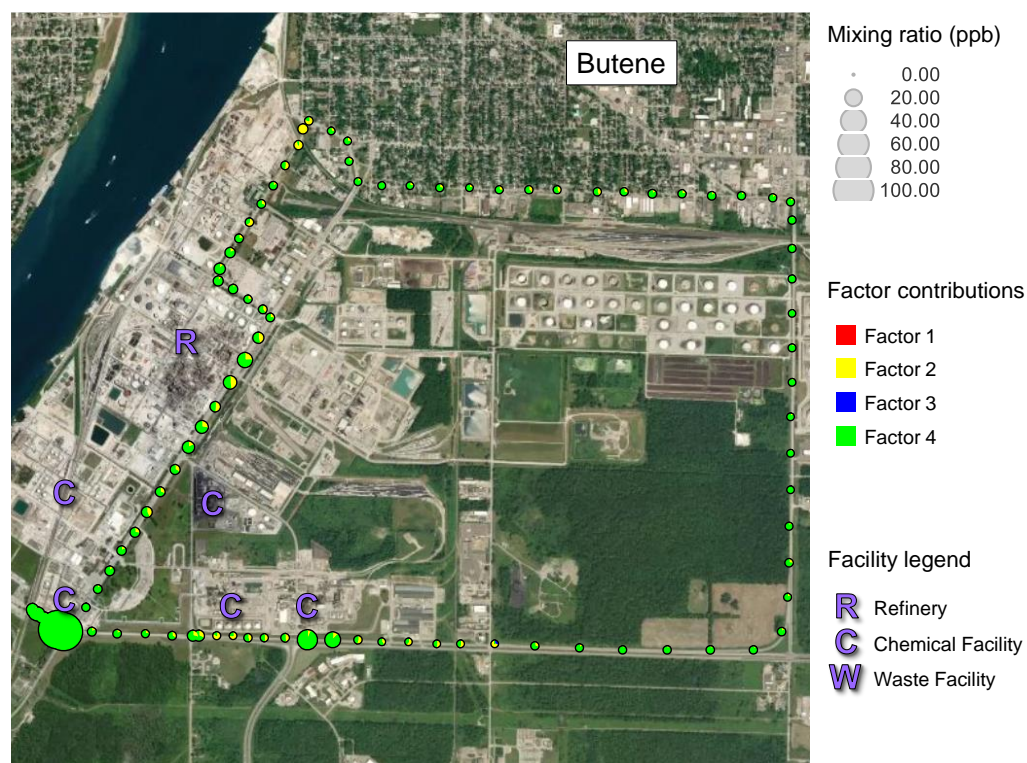 Butene
Mixing ratio (ppb)
0.00
20.00
40.00
60.00
80.00
100.00
Factor contributions
Factor 1
Factor 2
Factor 3
Factor 4
R
C
C
C
C
C
Facility legend
R Refinery
C Chemical Facility
W Waste Facility